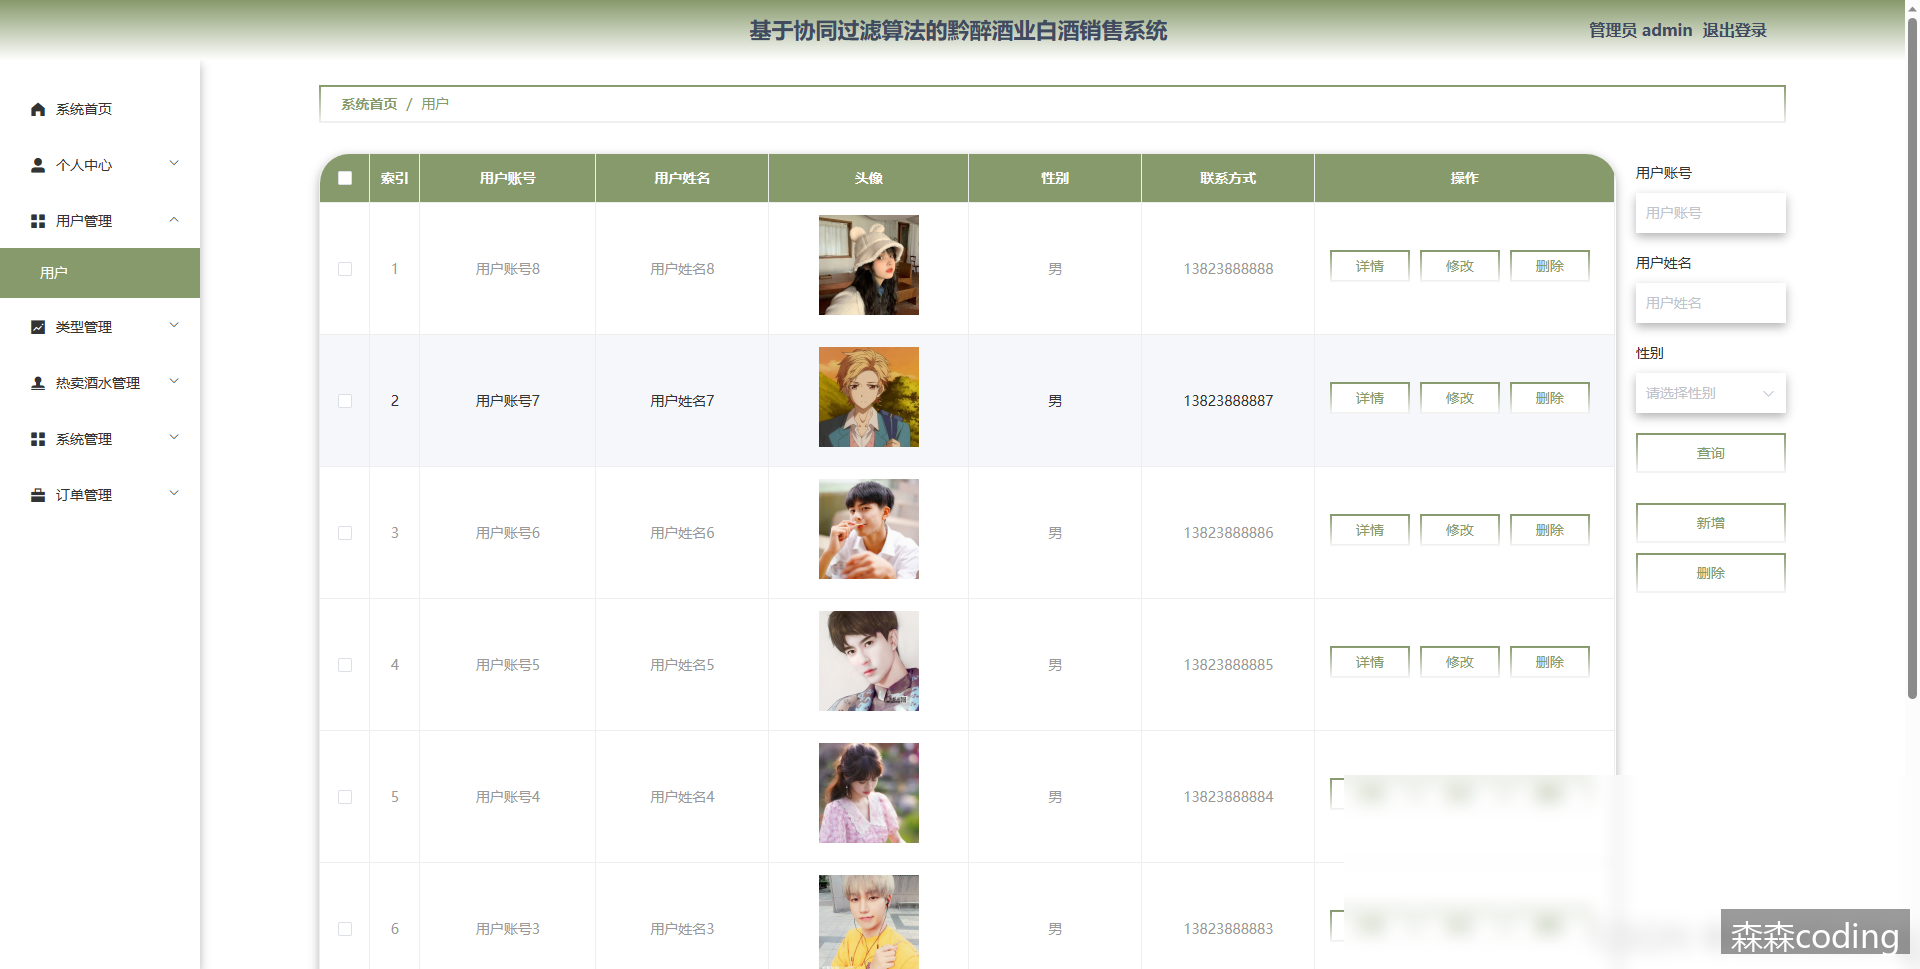 基于协同过滤算法的黔醉酒业白酒销售系统
管理员 admin 退出登录
系统首页
个人中心
用户管理
用户
类型管理
热卖酒水管理
系统管理
订单管理
系统首页 / 用户
索引 用户账号 用户姓名 头像 性别 联系方式 操作
1 用户账号8 用户姓名8 男 13823888888 详情 修改 删除
2 用户账号7 用户姓名7 男 13823888887 详情 修改 删除
3 用户账号6 用户姓名6 男 13823888886 详情 修改 删除
4 用户账号5 用户姓名5 男 13823888885 详情 修改 删除
5 用户账号4 用户姓名4 男 13823888884
6 用户账号3 用户姓名3 男 13823888883
用户账号
用户账号
用户姓名
用户姓名
性别
请选择性别
查询
新增
删除
森森coding